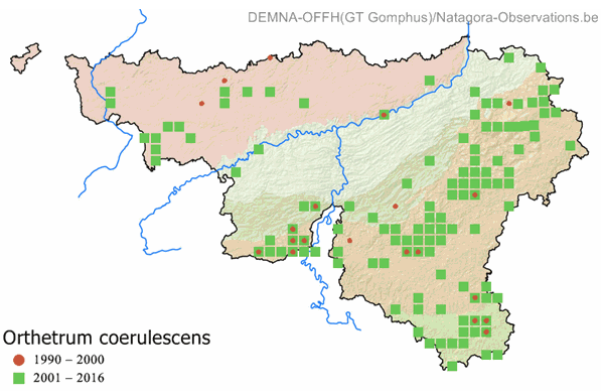 DEMNA-OFFH(GT Gomphus)/Natagora-Observations.be
Orthetrum coerulescens
1990 – 2000
2001 – 2016